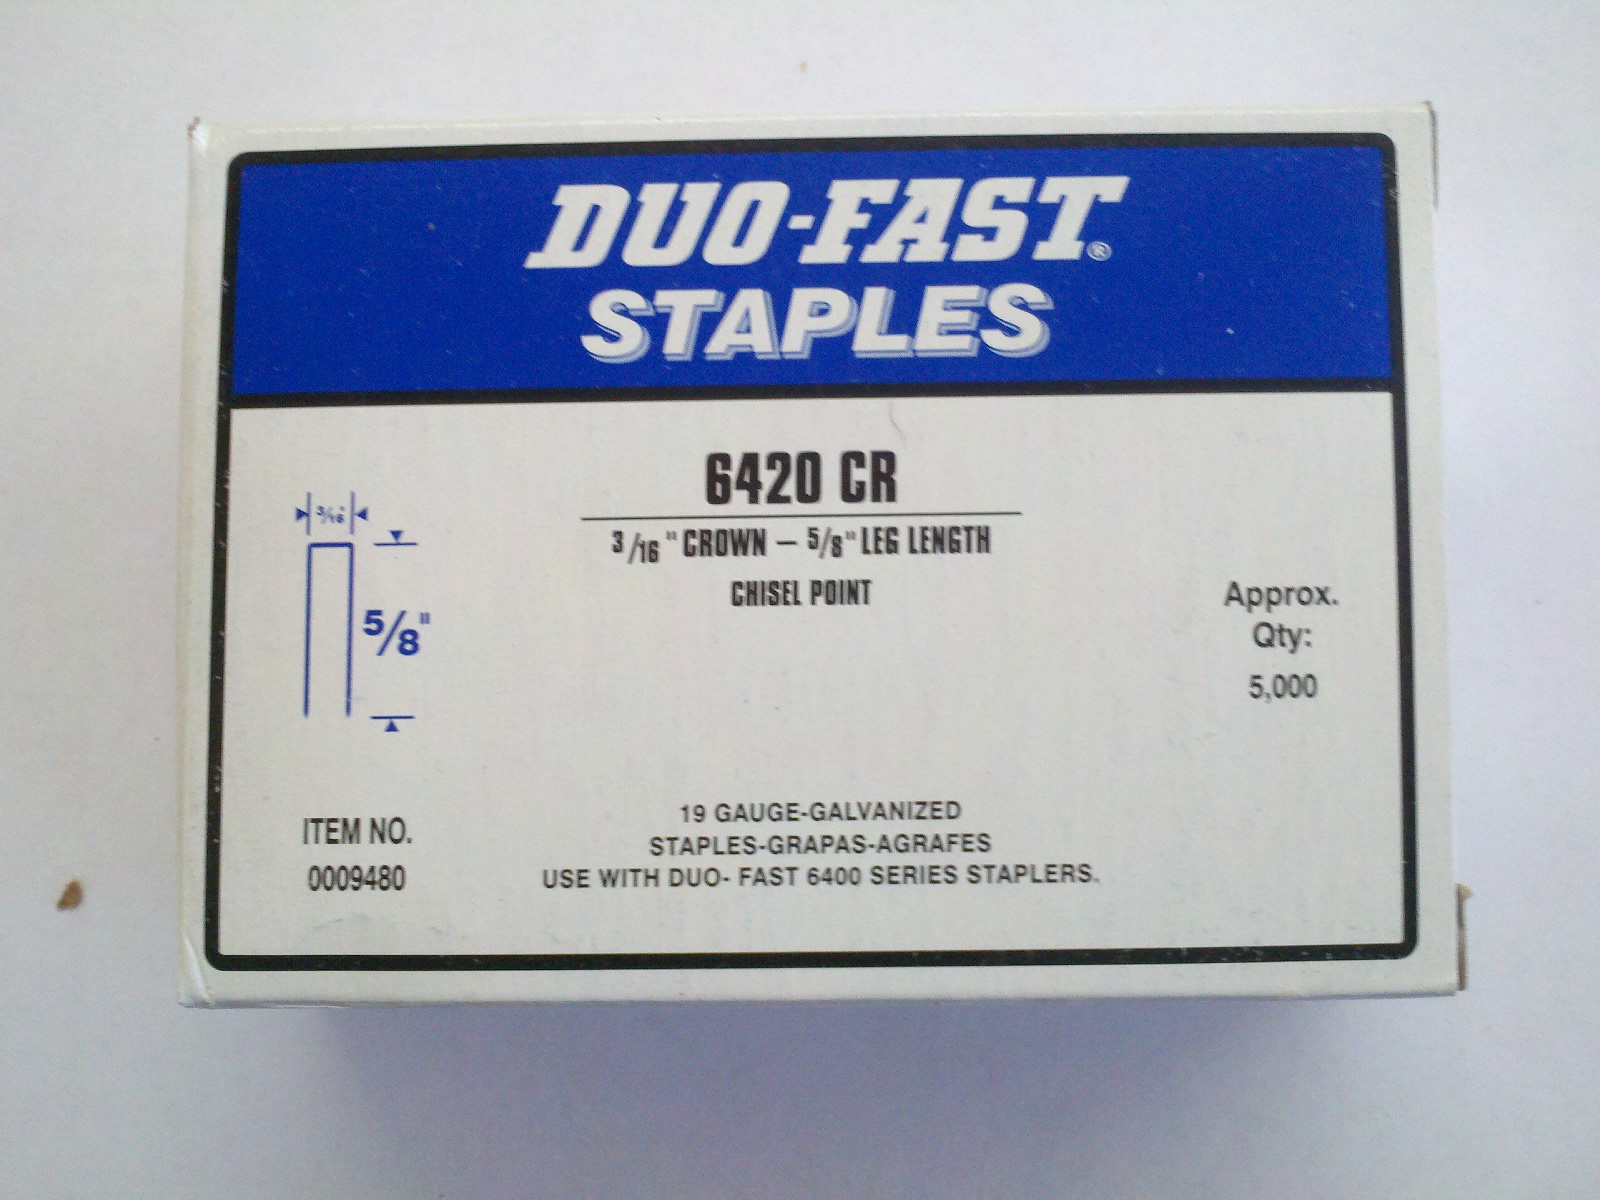 DUO-FAST®
STAPLES
6420 CR
3/16" CROWN – 5/8" LEG LENGTH
CHISEL POINT
3/16"
5/8"
Approx.
Qty:
5,000
ITEM NO.
0009480
19 GAUGE-GALVANIZED
STAPLES-GRAPAS-AGRAFES
USE WITH DUO- FAST 6400 SERIES STAPLERS.